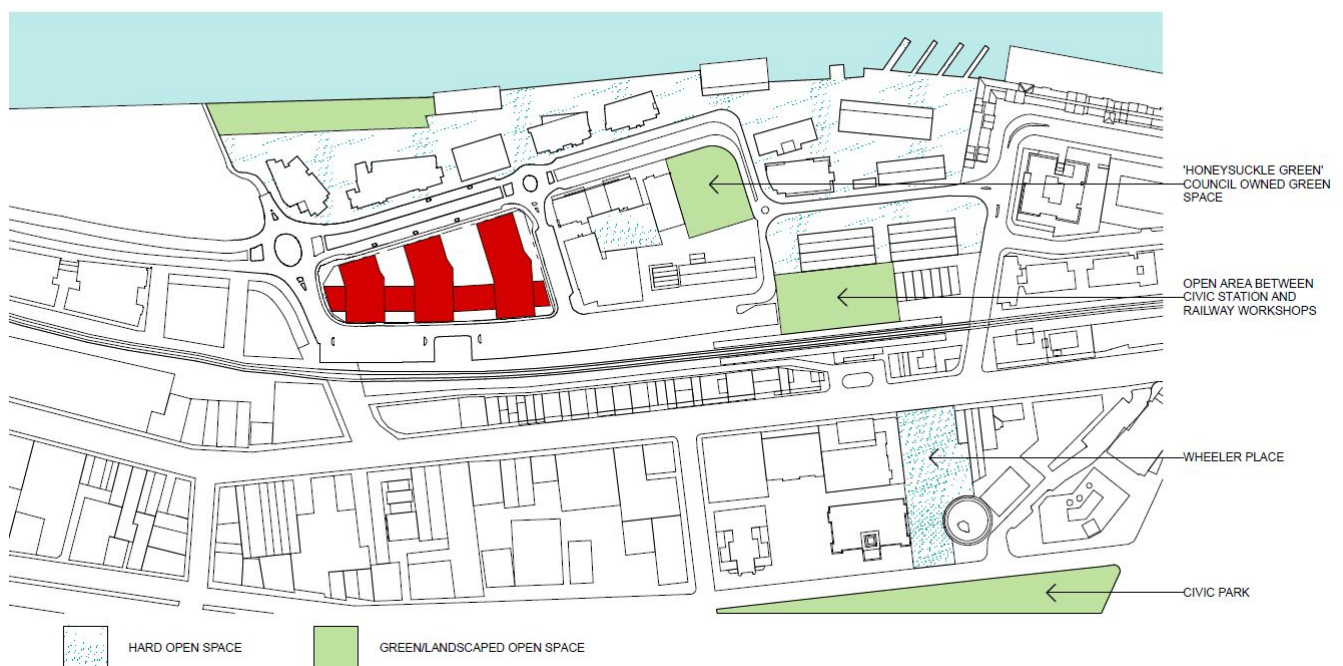 'HONEYSUCKLE GREEN'
COUNCIL OWNED GREEN
SPACE
OPEN AREA BETWEEN
CIVIC STATION AND
RAILWAY WORKSHOPS
WHEELER PLACE
CIVIC PARK
HARD OPEN SPACE
GREEN/LANDSCAPED OPEN SPACE